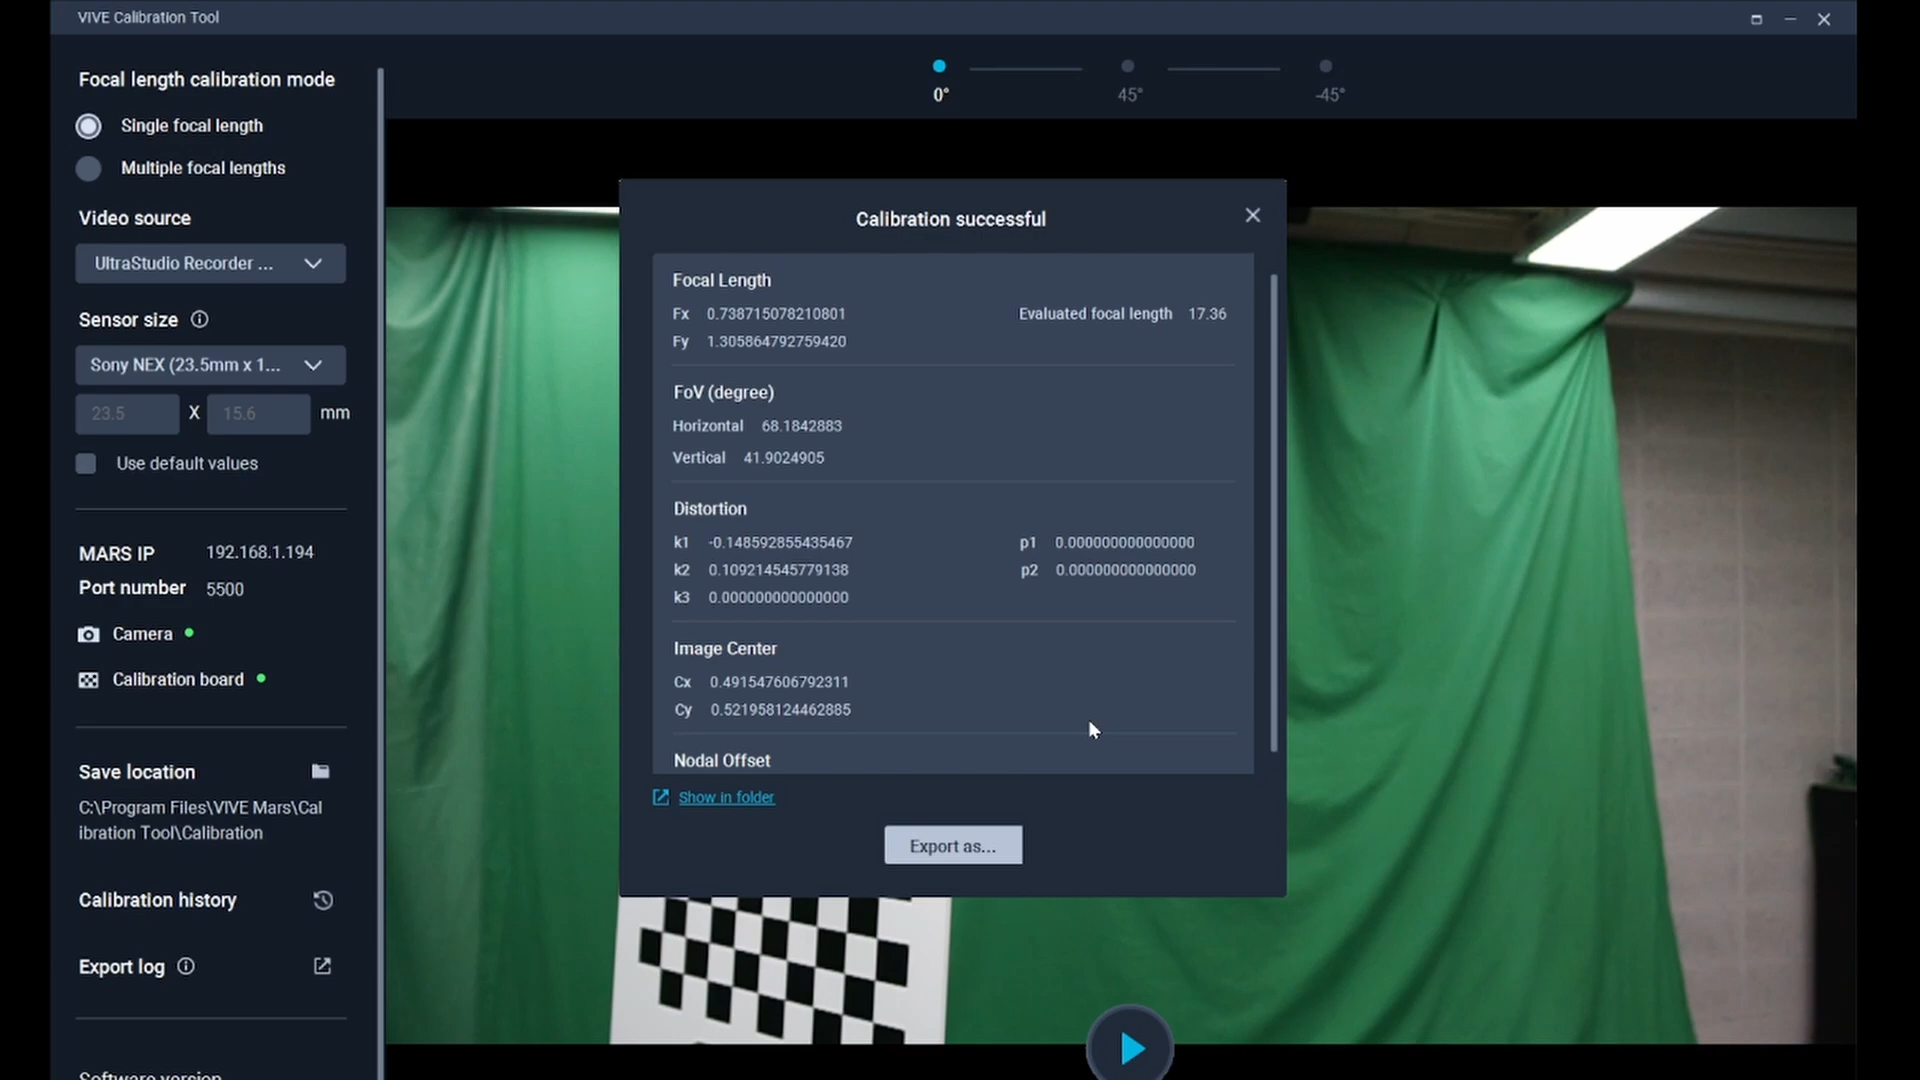 VIVE Calibration Tool
Focal length calibration mode
Single focal length
Multiple focal lengths
Video source
UltraStudio Recorder ...
Sensor size
Sony NEX (23.5mm x 1...
23.5 X 15.6 mm
Use default values
MARS IP 192.168.1.194
Port number 5500
Camera
Calibration board
Save location
C:\Program Files\VIVE Mars\Cal
ibration Tool\Calibration
Calibration history
Export log
Software version
0° 45° -45°
Calibration successful
Focal Length
Fx 0.738715078210801 Evaluated focal length 17.36
Fy 1.305864792759420
FoV (degree)
Horizontal 68.1842883
Vertical 41.9024905
Distortion
k1 -0.148592855435467 p1 0.000000000000000
k2 0.109214545779138 p2 0.000000000000000
k3 0.000000000000000
Image Center
Cx 0.491547606792311
Cy 0.521958124462885
Nodal Offset
Show in folder
Export as...